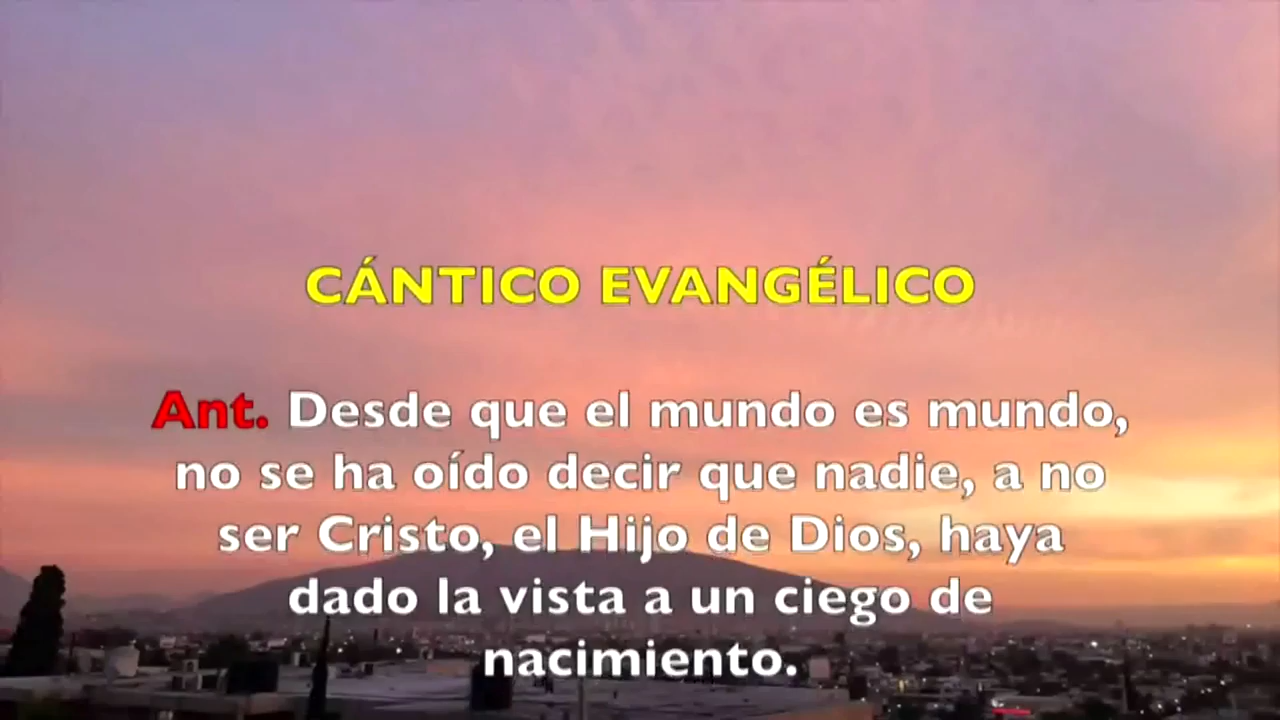 CÁNTICO EVANGÉLICO
Ant. Desde que el mundo es mundo,
no se ha oído decir que nadie, a no
ser Cristo, el Hijo de Dios, haya
dado la vista a un ciego de
nacimiento.